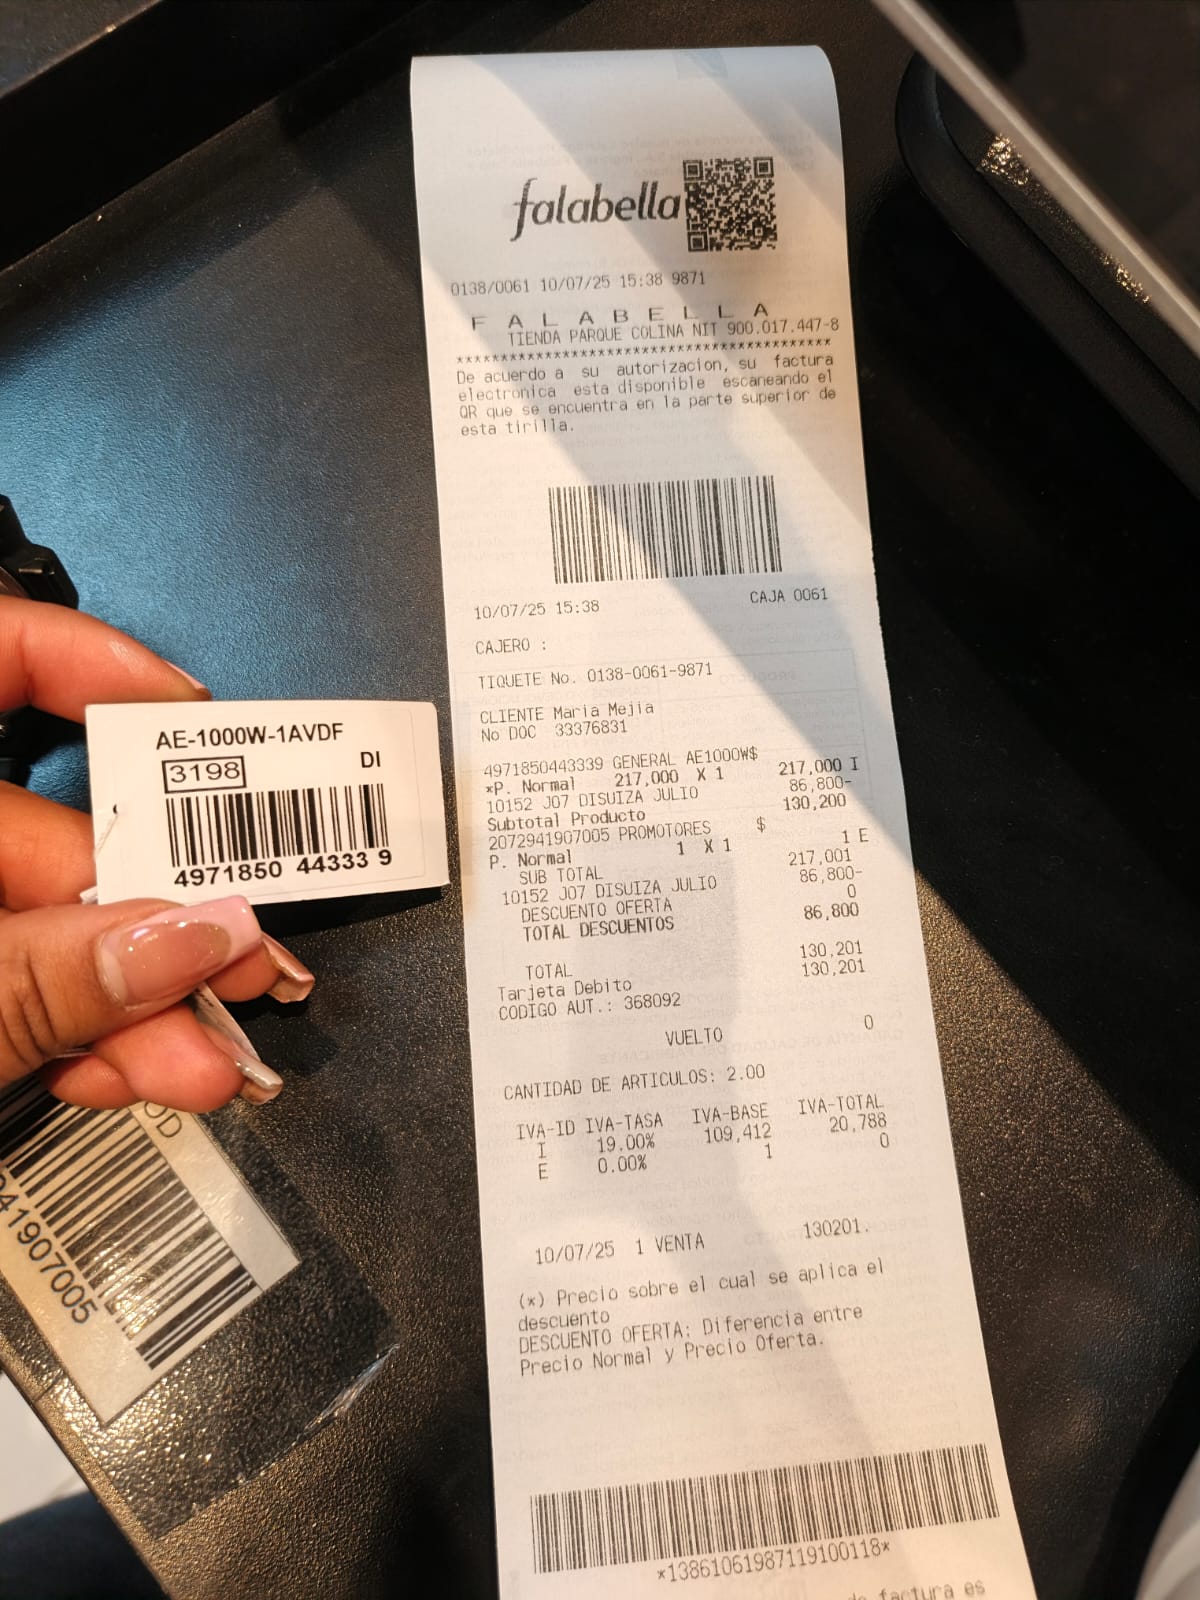 falabella
0138/0061 10/07/25 15:38 9871
F A L A B E L L A
TIENDA PARQUE COLINA NIT 900.017.447-8
******************************************
De acuerdo a su autorizacion, su factura
electronica esta disponible escaneando el
QR que se encuentra en la parte superior de
esta tirilla.
10/07/25 15:38 CAJA 0061
CAJERO :
TIQUETE No. 0138-0061-9871
CLIENTE Maria Mejia
No DOC 33376831
4971850443339 GENERAL AE1000W$
*P. Normal 217,000 X 1 217,000 I
10152 J07 DISUIZA JULIO 86,800-
Subtotal Producto 130,200
2072941907005 PROMOTORES $
P. Normal 1 X 1 1 E
SUB TOTAL 217,001
10152 J07 DISUIZA JULIO 86,800-
DESCUENTO OFERTA 0
TOTAL DESCUENTOS 86,800
TOTAL 130,201
Tarjeta Debito 130,201
CODIGO AUT.: 368092
VUELTO 0
CANTIDAD DE ARTICULOS: 2.00
IVA-ID IVA-TASA IVA-BASE IVA-TOTAL
I 19.00% 109,412 20,788
E 0.00% 1 0
10/07/25 1 VENTA 130201.
(*) Precio sobre el cual se aplica el
descuento
DESCUENTO OFERTA: Diferencia entre
Precio Normal y Precio Oferta.
*13861061987119100118*
factura es
AE-1000W-1AVDF
3198 DI
4971850 44333 9
OD
41907005